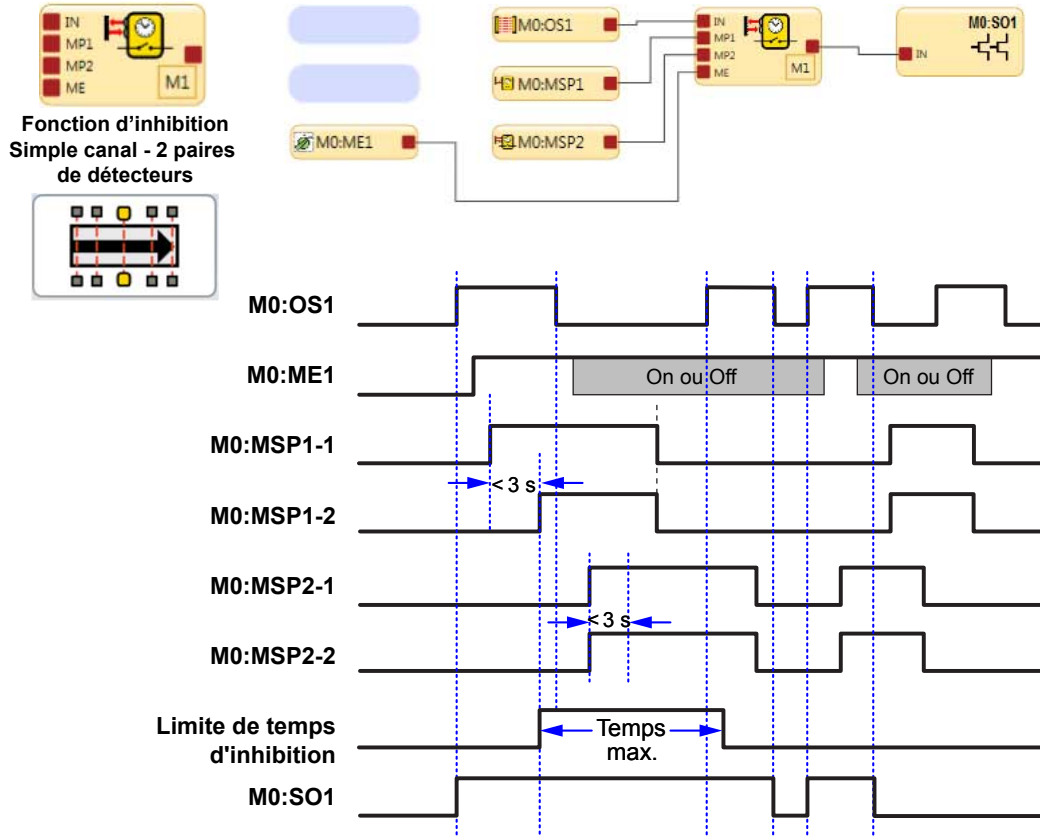 IN
MP1
MP2
ME
M1
Fonction d'inhibition
Simple canal - 2 paires
de détecteurs
M0:ME1
M0:OS1
M0:MSP1
M0:MSP2
IN
MP1
MP2
ME
M1
M0:SO1
IN
M0:OS1
M0:ME1
On ou Off
On ou Off
M0:MSP1-1
< 3 s
M0:MSP1-2
M0:MSP2-1
< 3 s
M0:MSP2-2
Limite de temps
d'inhibition
Temps
max.
M0:SO1